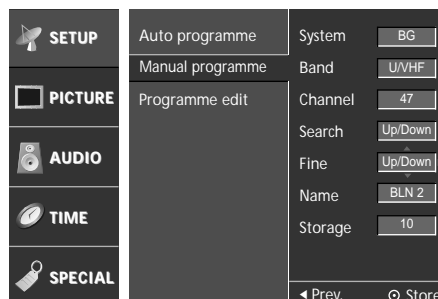 SETUP
PICTURE
AUDIO
TIME
SPECIAL
Auto programme
Manual programme
Programme edit
System BG
Band U/VHF
Channel 47
Search Up/Down
Fine Up/Down
Name BLN 2
Storage 10
Prev. Store